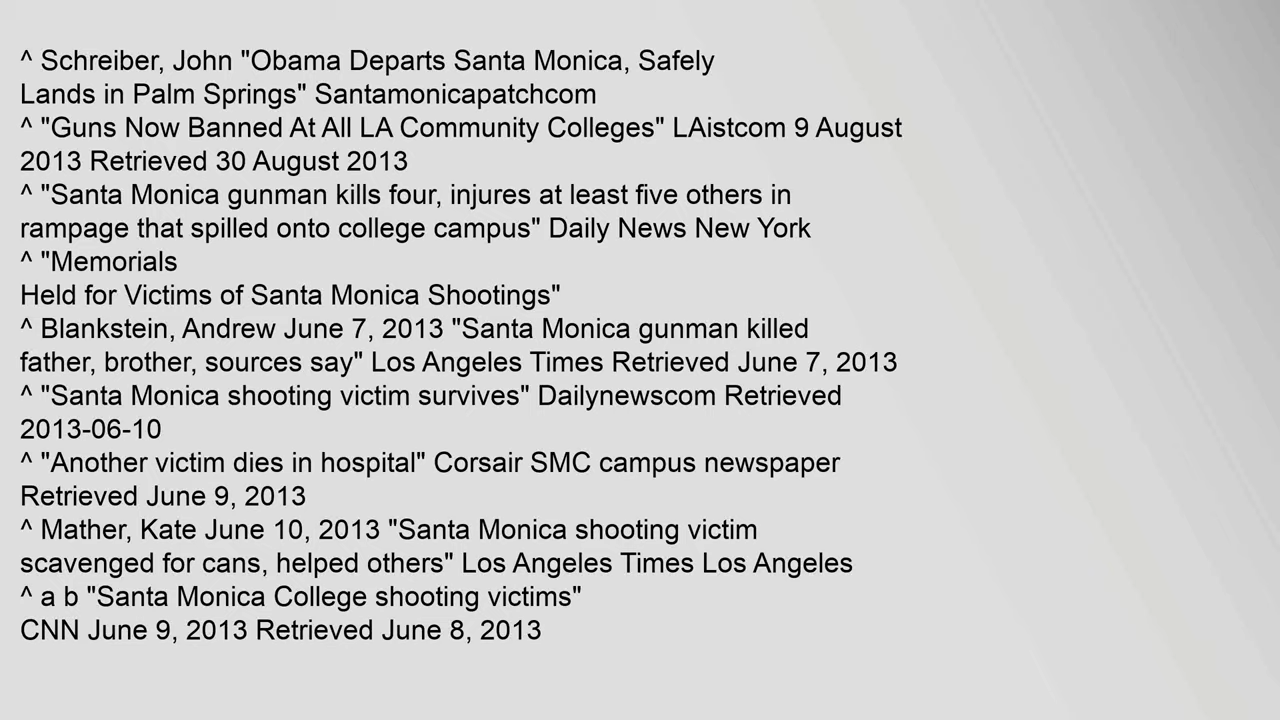 ^ Schreiber, John "Obama Departs Santa Monica, Safely
Lands in Palm Springs" Santamonicapatchcom
^ "Guns Now Banned At All LA Community Colleges" LAistcom 9 August
2013 Retrieved 30 August 2013
^ "Santa Monica gunman kills four, injures at least five others in
rampage that spilled onto college campus" Daily News New York
^ "Memorials
Held for Victims of Santa Monica Shootings"
^ Blankstein, Andrew June 7, 2013 "Santa Monica gunman killed
father, brother, sources say" Los Angeles Times Retrieved June 7, 2013
^ "Santa Monica shooting victim survives" Dailynewscom Retrieved
2013-06-10
^ "Another victim dies in hospital" Corsair SMC campus newspaper
Retrieved June 9, 2013
^ Mather, Kate June 10, 2013 "Santa Monica shooting victim
scavenged for cans, helped others" Los Angeles Times Los Angeles
^ a b "Santa Monica College shooting victims"
CNN June 9, 2013 Retrieved June 8, 2013